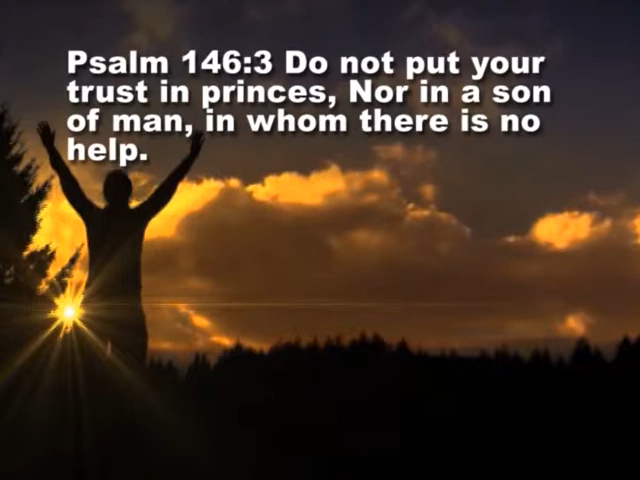 Psalm 146:3 Do not put your
trust in princes, Nor in a son
of man, in whom there is no
help.